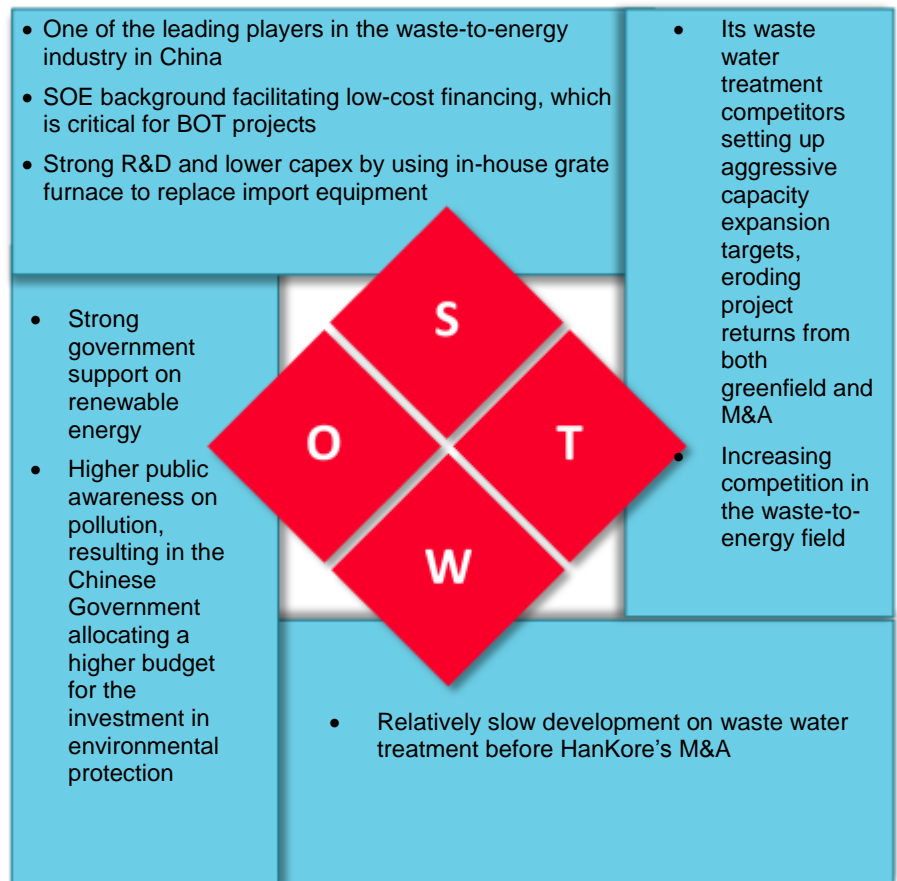 • One of the leading players in the waste-to-energy
industry in China
• SOE background facilitating low-cost financing, which
is critical for BOT projects
• Strong R&D and lower capex by using in-house grate
furnace to replace import equipment
• Its waste
water
treatment
competitors
setting up
aggressive
capacity
expansion
targets,
eroding
project
returns from
both
greenfield and
M&A
• Increasing
competition in
the waste-to-
energy field
S
O
T
W
• Strong
government
support on
renewable
energy
• Higher public
awareness on
pollution,
resulting in the
Chinese
Government
allocating a
higher budget
for the
investment in
environmental
protection
• Relatively slow development on waste water
treatment before HanKore’s M&A